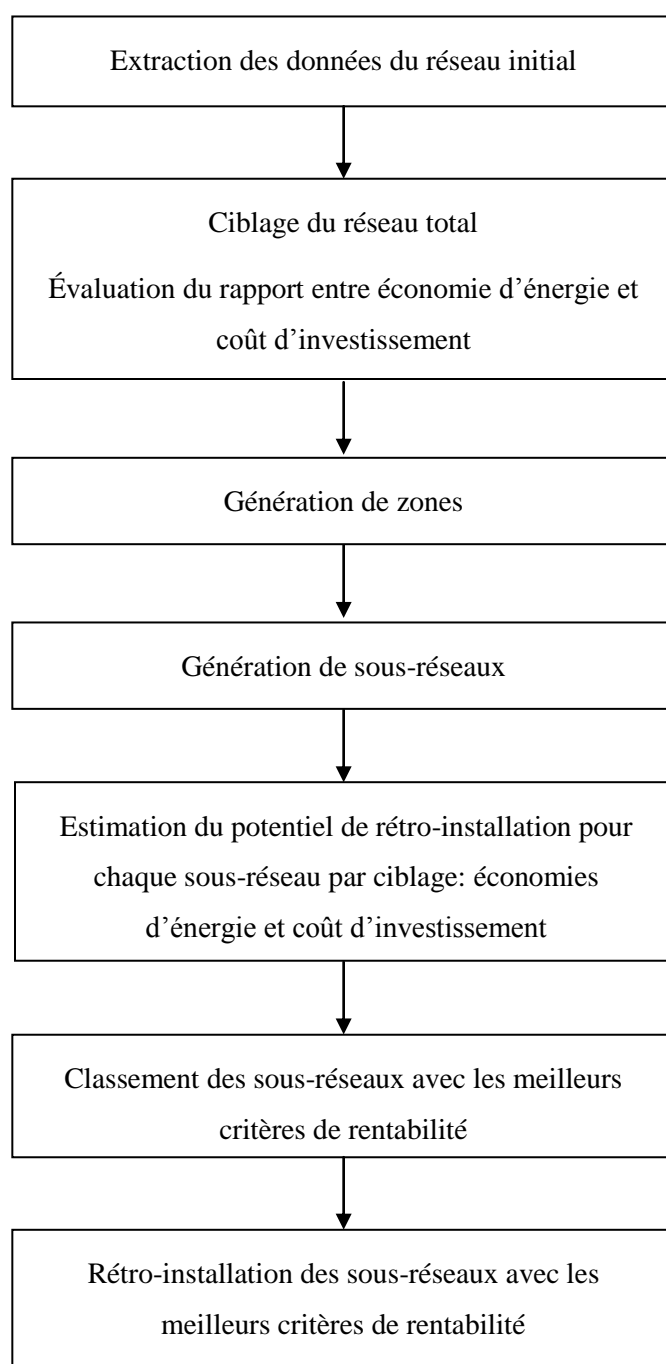 Extraction des données du réseau initial
Ciblage du réseau total
Évaluation du rapport entre économie d’énergie et
coût d’investissement
Génération de zones
Génération de sous-réseaux
Estimation du potentiel de rétro-installation pour
chaque sous-réseau par ciblage: économies
d’énergie et coût d’investissement
Classement des sous-réseaux avec les meilleurs
critères de rentabilité
Rétro-installation des sous-réseaux avec les
meilleurs critères de rentabilité